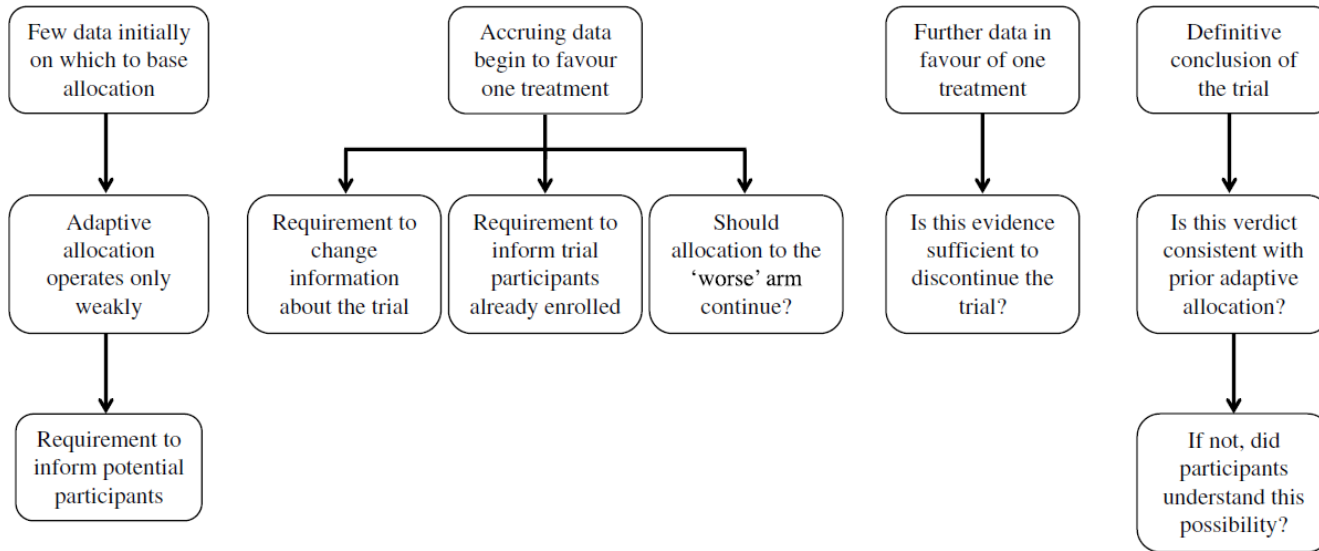 Few data initially
on which to base
allocation
Accruing data
begin to favour
one treatment
Further data in
favour of one
treatment
Definitive
conclusion of
the trial
Adaptive
allocation
operates only
weakly
Requirement to
change
information
about the trial
Requirement to
inform trial
participants
already enrolled
Should
allocation to the
‘worse’ arm
continue?
Is this evidence
sufficient to
discontinue the
trial?
Is this verdict
consistent with
prior adaptive
allocation?
Requirement to
inform potential
participants
If not, did
participants
understand this
possibility?